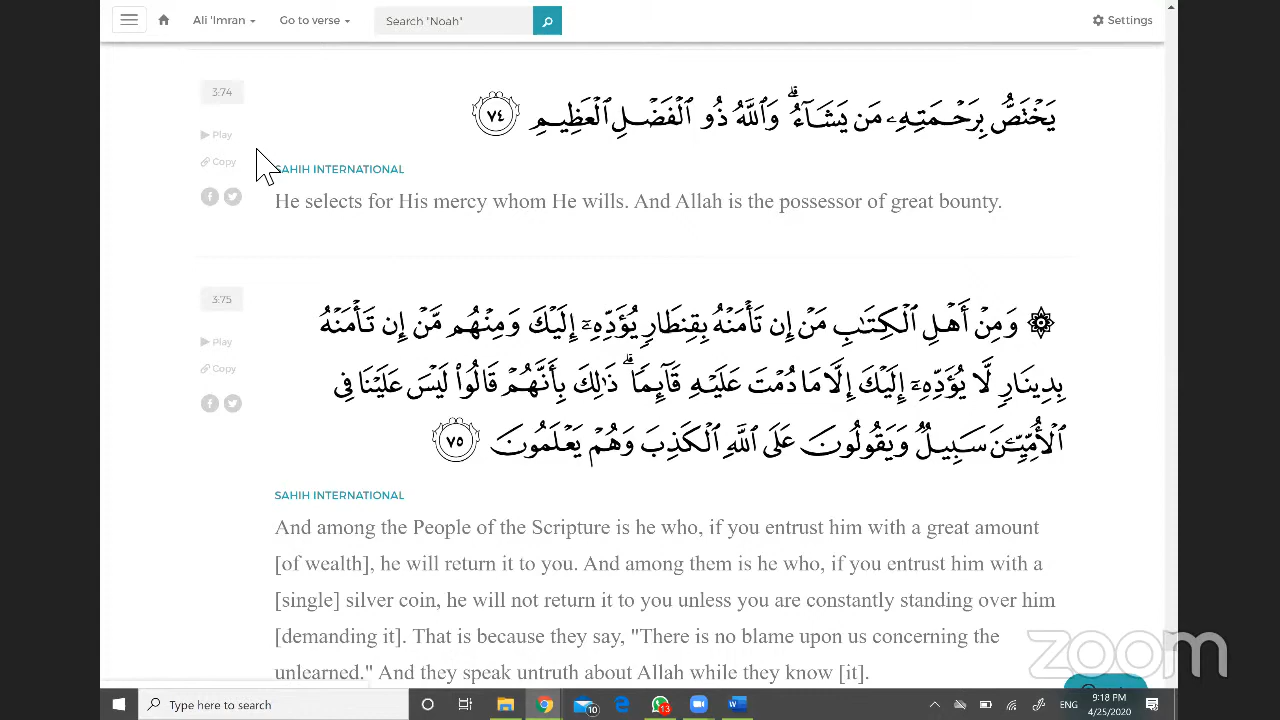 Ali 'Imran
Go to verse
Search "Noah"
Settings
3:74
يَخْتَصُّ بِرَحْمَتِهِۦ مَن يَشَآءُ ۗ وَٱللَّهُ ذُو ٱلْفَضْلِ ٱلْعَظِيمِ ٧٤
Play
Copy
SAHIH INTERNATIONAL
He selects for His mercy whom He wills. And Allah is the possessor of great bounty.
3:75
۞ وَمِنْ أَهْلِ ٱلْكِتَٰبِ مَنْ إِن تَأْمَنْهُ بِقِنطَارٍ يُؤَدِّهِۦٓ إِلَيْكَ وَمِنْهُم مَّنْ إِن تَأْمَنْهُ
بِدِينَارٍ لَّا يُؤَدِّهِۦٓ إِلَيْكَ إِلَّا مَا دُمْتَ عَلَيْهِ قَآئِمًا ۗ ذَٰلِكَ بِأَنَّهُمْ قَالُوا۟ لَيْسَ عَلَيْنَا فِى
ٱلْأُمِّيِّـۧنَ سَبِيلٌ وَيَقُولُونَ عَلَى ٱللَّهِ ٱلْكَذِبَ وَهُمْ يَعْلَمُونَ ٧٥
Play
Copy
SAHIH INTERNATIONAL
And among the People of the Scripture is he who, if you entrust him with a great amount
[of wealth], he will return it to you. And among them is he who, if you entrust him with a
[single] silver coin, he will not return it to you unless you are constantly standing over him
[demanding it]. That is because they say, "There is no blame upon us concerning the
unlearned." And they speak untruth about Allah while they know [it].
zoom
Type here to search
10
13
ENG
9:18 PM
4/25/2020